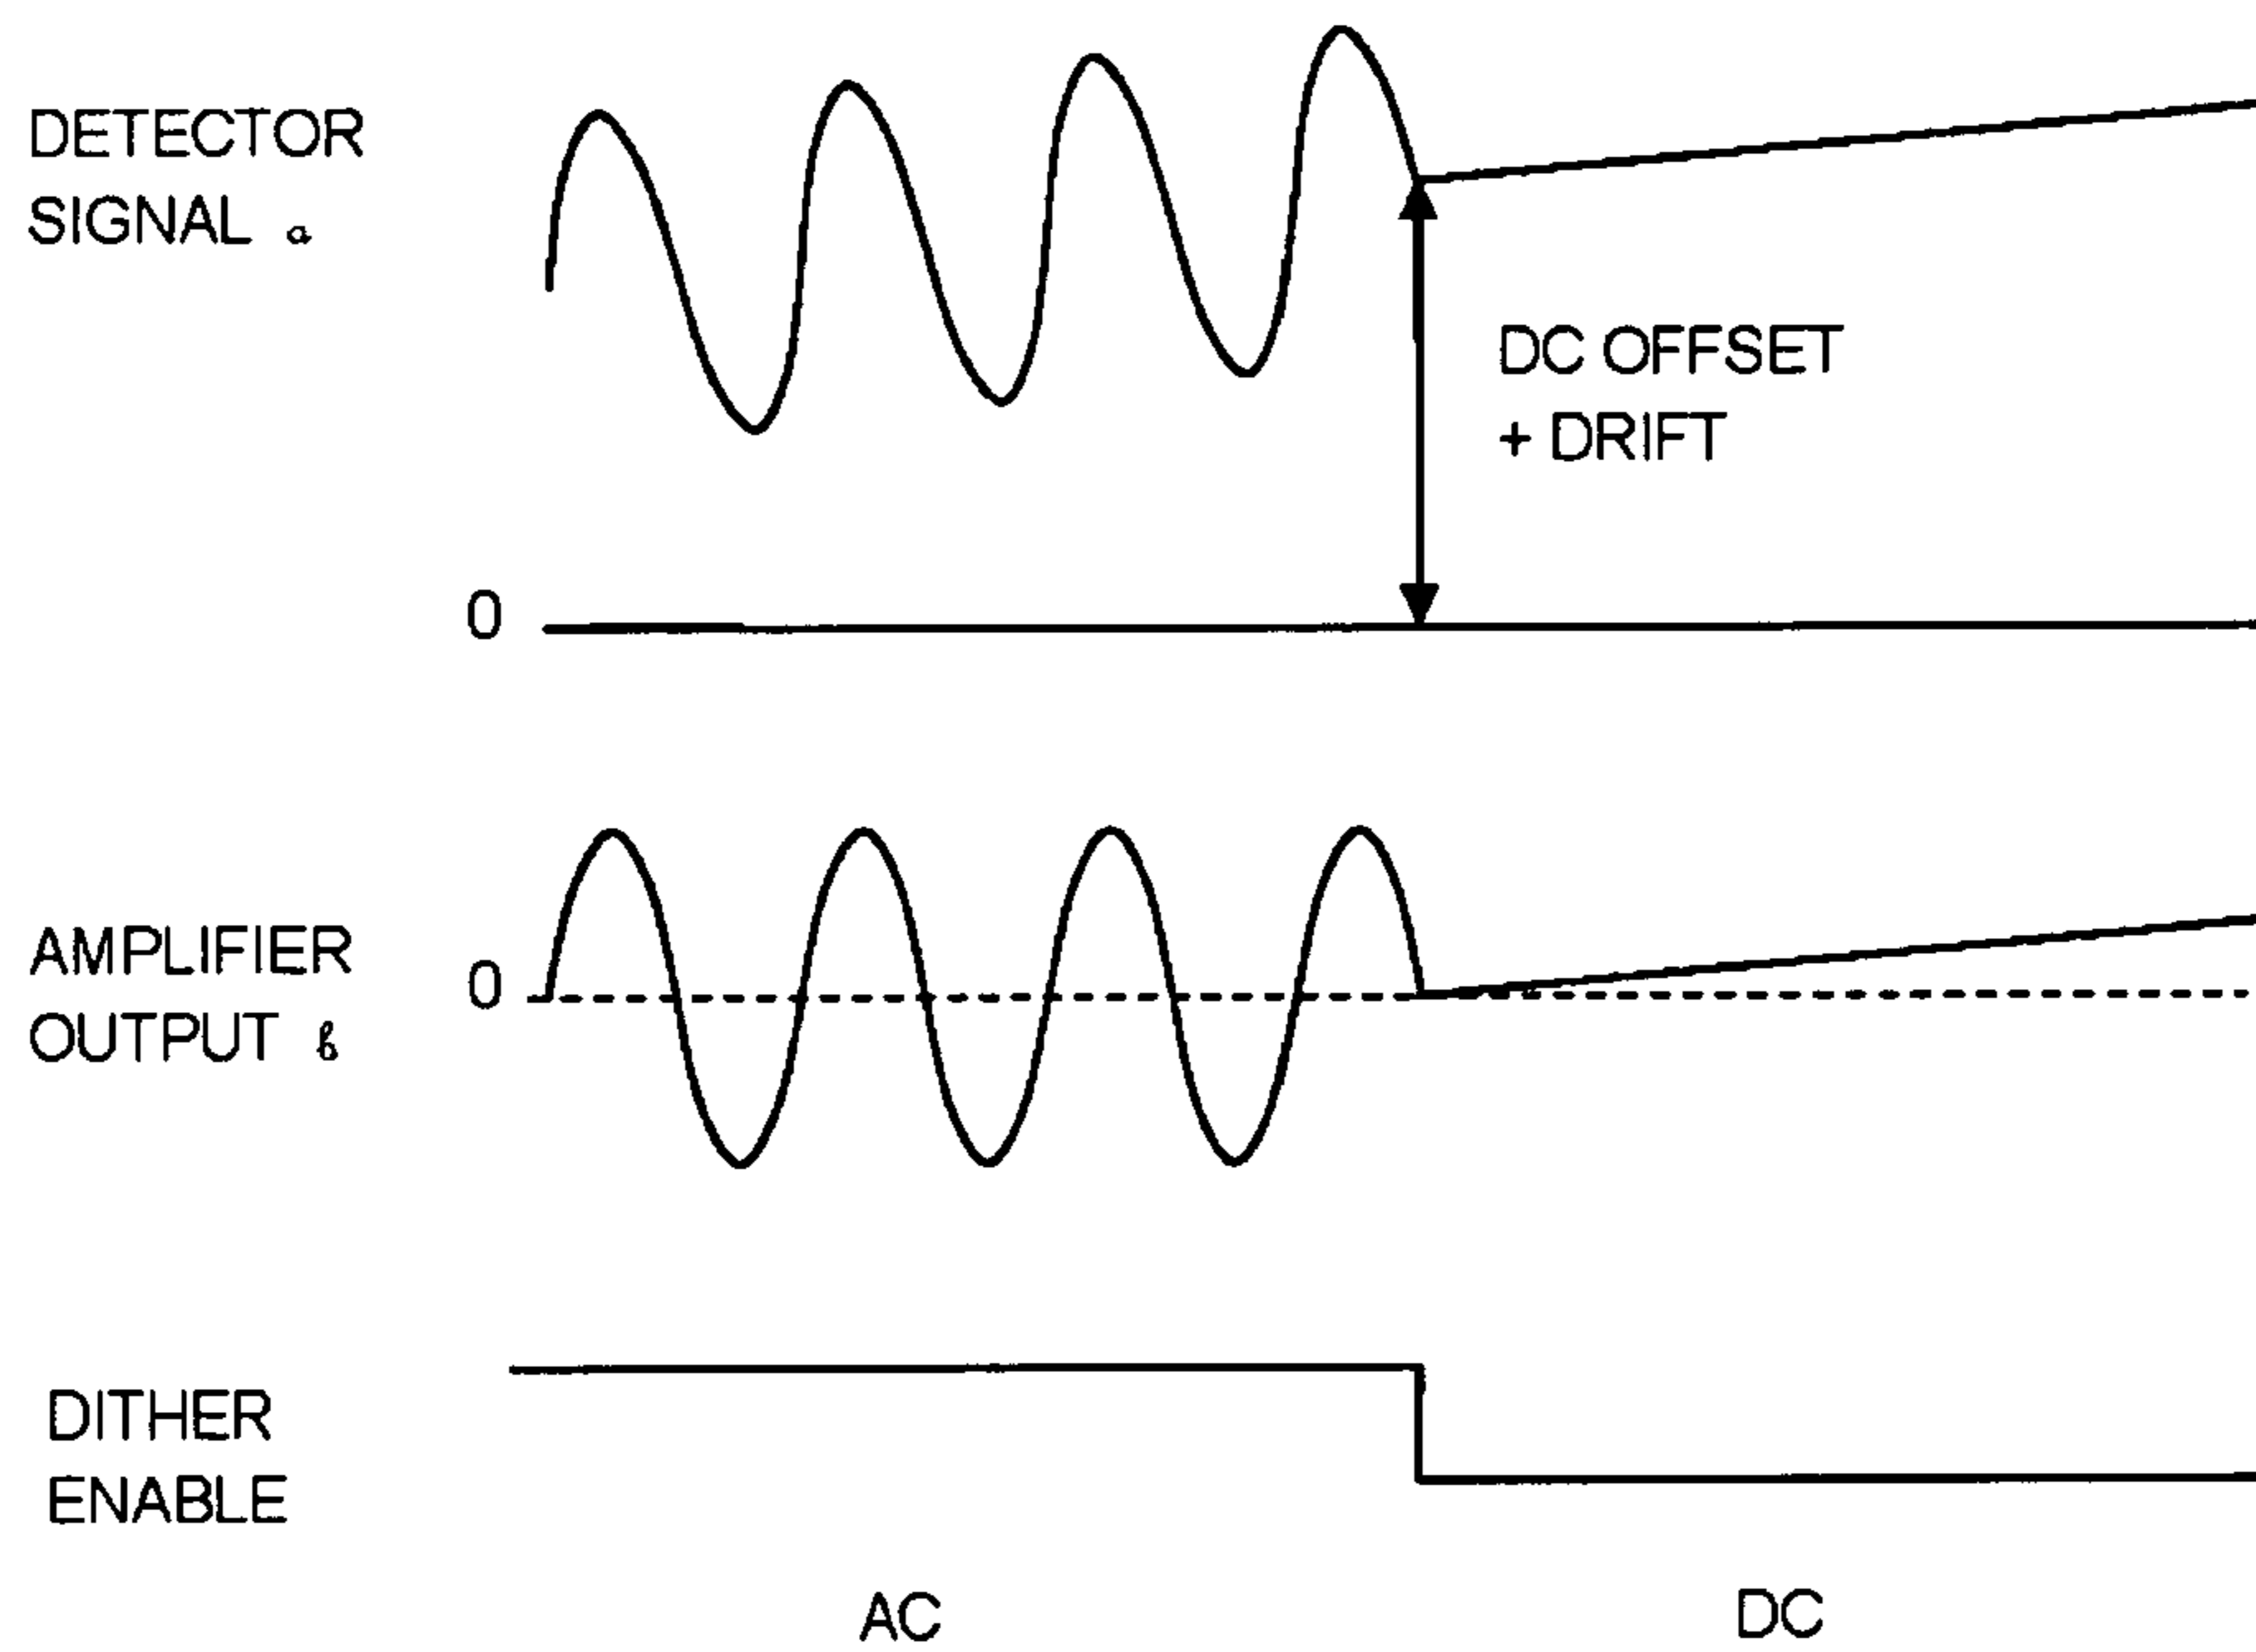 DETECTOR
SIGNAL a
DC OFFSET
+ DRIFT
0
AMPLIFIER
OUTPUT b
0
DITHER
ENABLE
AC
DC